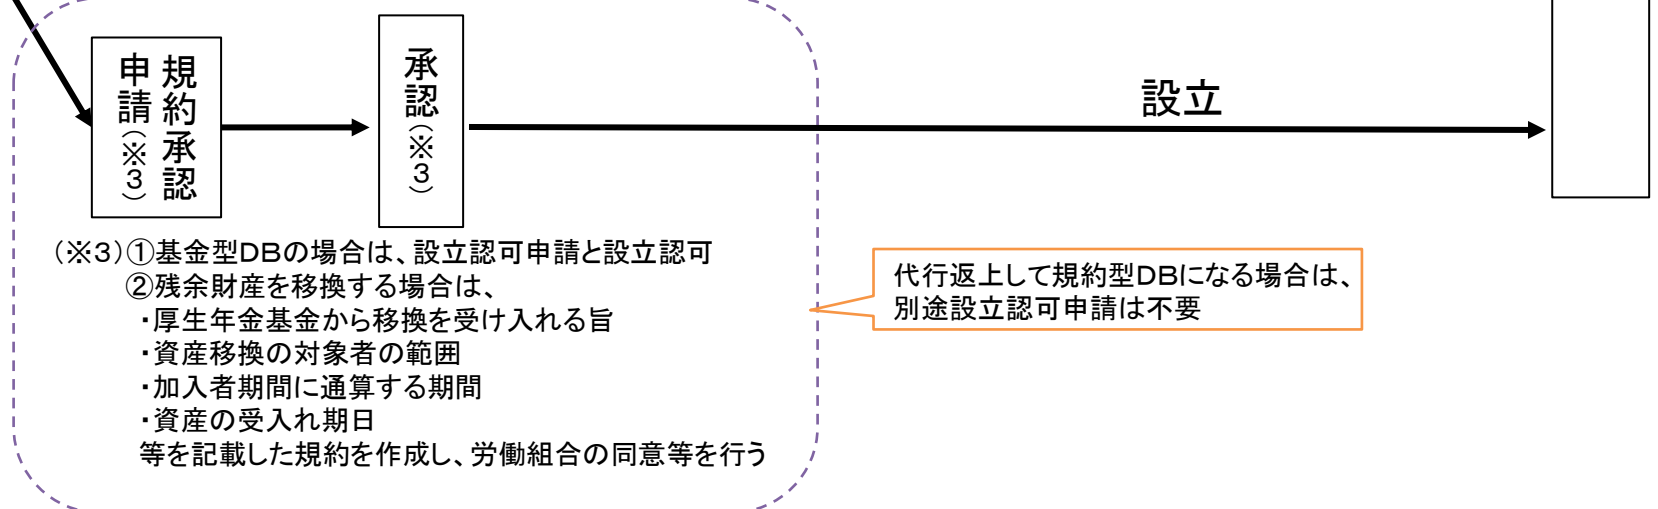 規約承認
申請(※3)
承認(※3)
設立
(※3)①基金型DBの場合は、設立認可申請と設立認可
②残余財産を移換する場合は、
・厚生年金基金から移換を受け入れる旨
・資産移換の対象者の範囲
・加入者期間に通算する期間
・資産の受入れ期日
等を記載した規約を作成し、労働組合の同意等を行う
代行返上して規約型DBになる場合は、
別途設立認可申請は不要